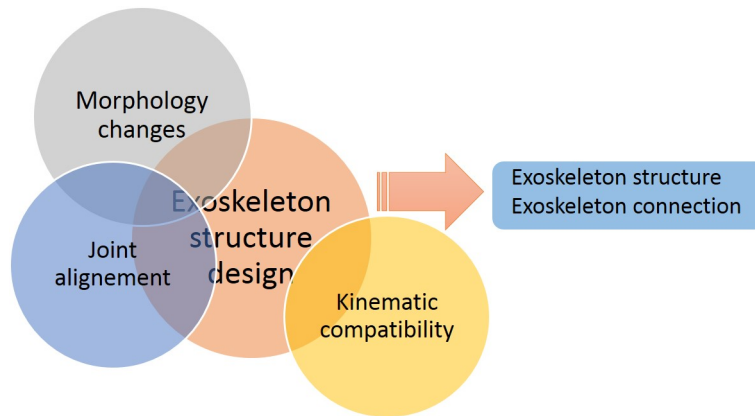 Morphology
changes
Exoskeleton
structure
design
Joint
alignement
Kinematic
compatibility
Exoskeleton structure
Exoskeleton connection